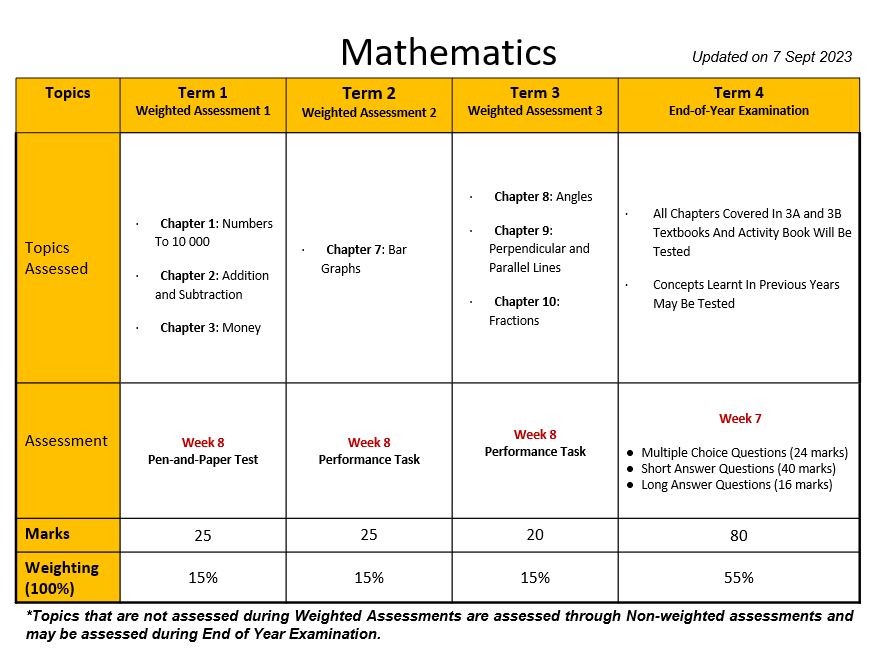 Mathematics
Updated on 7 Sept 2023
Topics
Term 1
Weighted Assessment 1
Term 2
Weighted Assessment 2
Term 3
Weighted Assessment 3
Term 4
End-of-Year Examination
Topics
Assessed
· Chapter 1: Numbers
To 10 000
· Chapter 2: Addition
and Subtraction
· Chapter 3: Money
· Chapter 7: Bar
Graphs
· Chapter 8: Angles
· Chapter 9:
Perpendicular and
Parallel Lines
· Chapter 10:
Fractions
· All Chapters Covered In 3A and 3B
Textbooks And Activity Book Will Be
Tested
· Concepts Learnt In Previous Years
May Be Tested
Assessment
Week 8
Pen-and-Paper Test
Week 8
Performance Task
Week 8
Performance Task
Week 7
● Multiple Choice Questions (24 marks)
● Short Answer Questions (40 marks)
● Long Answer Questions (16 marks)
Marks
25
25
20
80
Weighting
(100%)
15%
15%
15%
55%
*Topics that are not assessed during Weighted Assessments are assessed through Non-weighted assessments and
may be assessed during End of Year Examination.